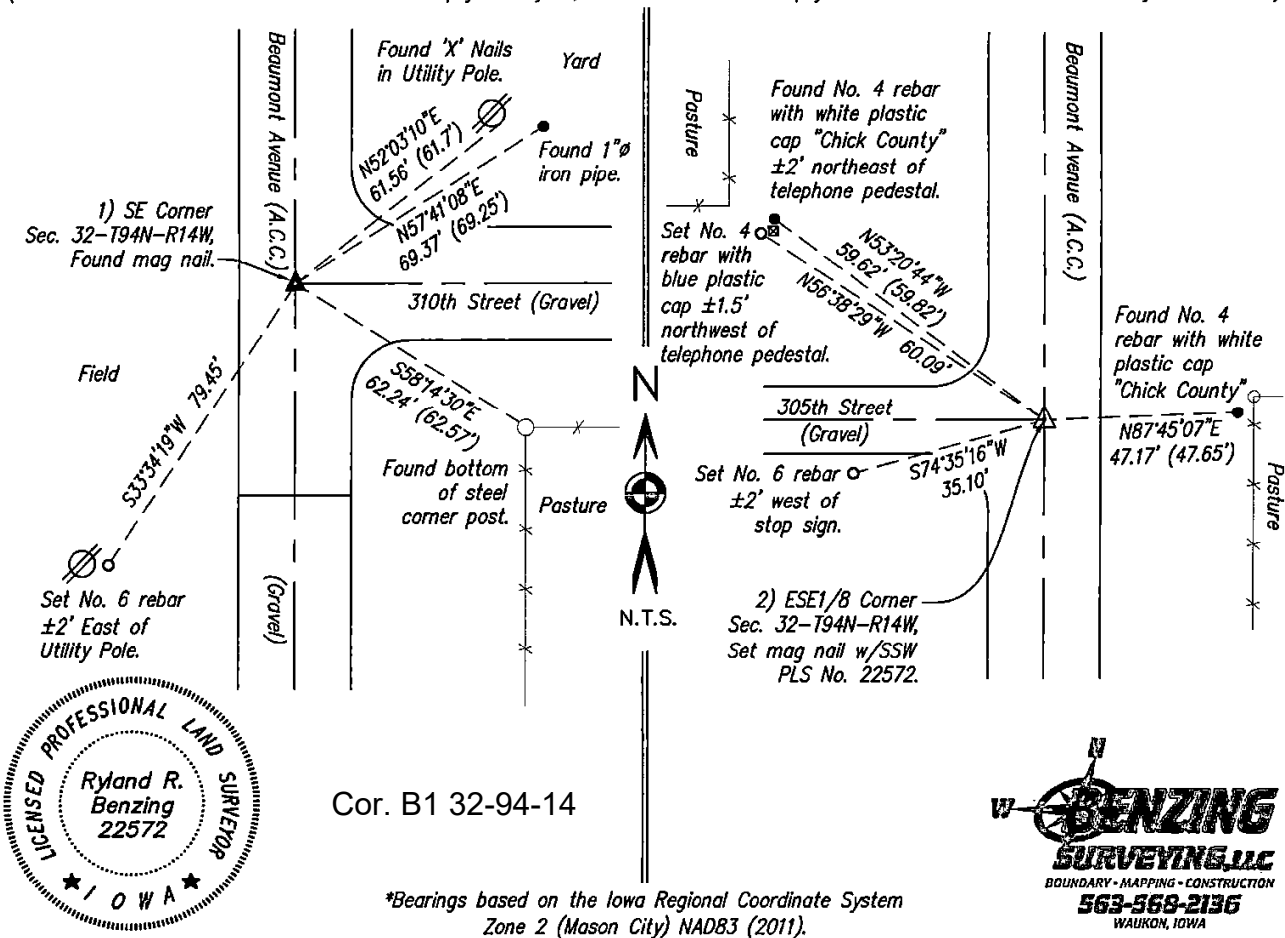 Beaumont Avenue (A.C.C.)
Found 'X' Nails
in Utility Pole.
Yard
N52°03'10"E
61.56' (61.7')
Found 1"ø
iron pipe.
N57°41'08"E
69.37' (69.25')
1) SE Corner
Sec. 32-T94N-R14W,
Found mag nail.
310th Street (Gravel)
Field
S58°14'30"E
62.24' (62.57')
S33°34'19"W 79.45'
Found bottom
of steel
corner post.
Pasture
(Gravel)
Set No. 6 rebar
±2' East of
Utility Pole.
N
N.T.S.
Pasture
Found No. 4 rebar
with white plastic
cap "Chick County"
±2' northeast of
telephone pedestal.
Beaumont Avenue (A.C.C.)
Set No. 4
rebar with
blue plastic
cap ±1.5'
northwest of
telephone pedestal.
N53°20'44"W
59.62' (59.82')
N56°38'29"W 60.09'
Found No. 4
rebar with white
plastic cap
"Chick County"
305th Street
(Gravel)
N87°45'07"E
47.17' (47.65')
S74°35'16"W
35.10'
Set No. 6 rebar
±2' west of
stop sign.
Pasture
2) ESE1/8 Corner
Sec. 32-T94N-R14W,
Set mag nail w/SSW
PLS No. 22572.
LICENSED PROFESSIONAL LAND SURVEYOR
Ryland R.
Benzing
22572
★ IOWA ★
Cor. B1 32-94-14
N
W
BENZING
SURVEYING, LLC
BOUNDARY • MAPPING • CONSTRUCTION
563-568-2136
WAUKON, IOWA
*Bearings based on the Iowa Regional Coordinate System
Zone 2 (Mason City) NAD83 (2011).